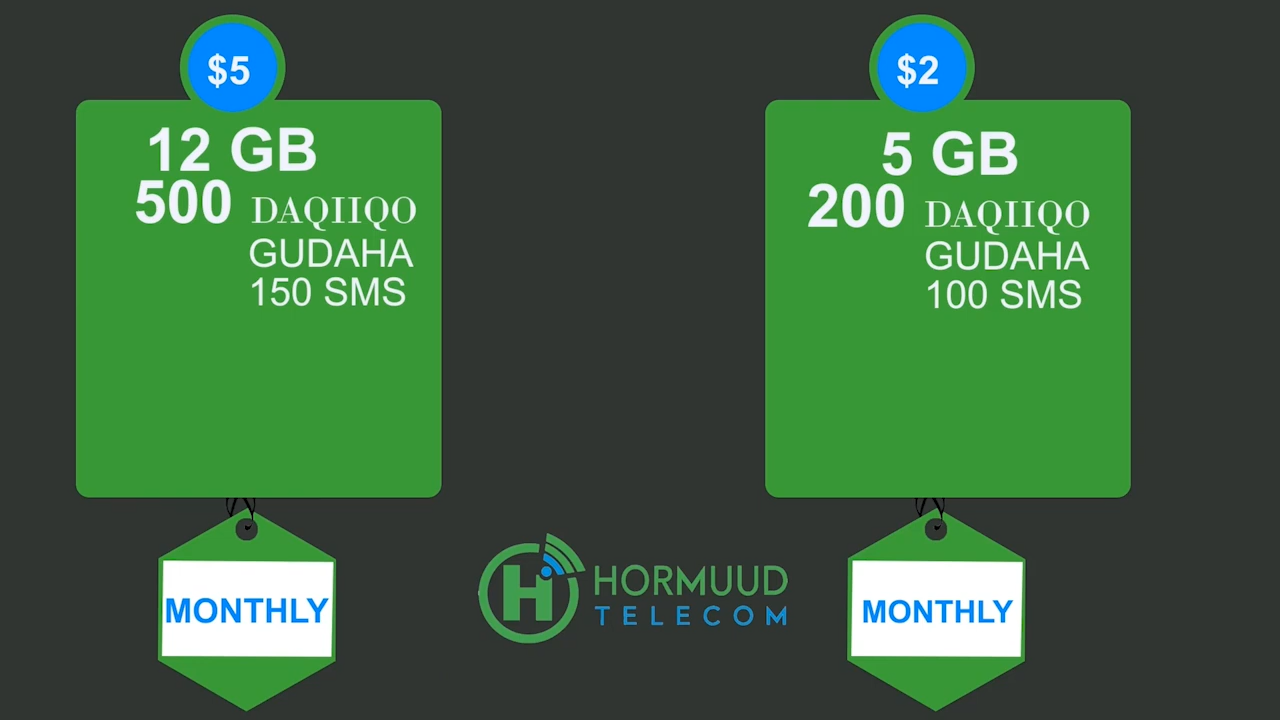 $5
12 GB
500 DAQIIQO
GUDAHA
150 SMS
MONTHLY
$2
5 GB
200 DAQIIQO
GUDAHA
100 SMS
MONTHLY
H
HORMUUD
TELECOM